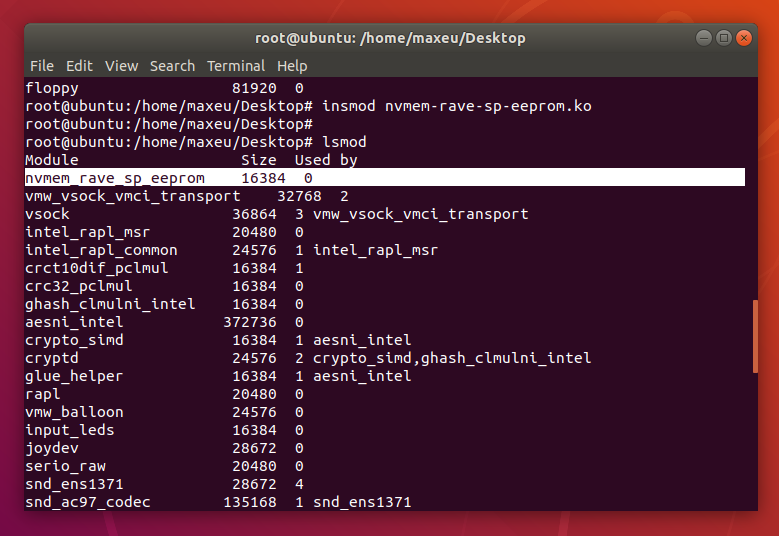 root@ubuntu: /home/maxeu/Desktop
File Edit View Search Terminal Help
floppy 81920 0
root@ubuntu:/home/maxeu/Desktop# insmod nvmem-rave-sp-eeprom.ko
root@ubuntu:/home/maxeu/Desktop#
root@ubuntu:/home/maxeu/Desktop# lsmod
Module Size Used by
nvmem_rave_sp_eeprom 16384 0
vmw_vsock_vmci_transport 32768 2
vsock 36864 3 vmw_vsock_vmci_transport
intel_rapl_msr 20480 0
intel_rapl_common 24576 1 intel_rapl_msr
crct10dif_pclmul 16384 1
crc32_pclmul 16384 0
ghash_clmulni_intel 16384 0
aesni_intel 372736 0
crypto_simd 16384 1 aesni_intel
cryptd 24576 2 crypto_simd,ghash_clmulni_intel
glue_helper 16384 1 aesni_intel
rapl 20480 0
vmw_balloon 24576 0
input_leds 16384 0
joydev 28672 0
serio_raw 20480 0
snd_ens1371 28672 4
snd_ac97_codec 135168 1 snd_ens1371